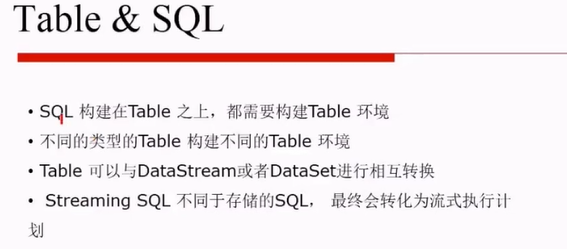 Table & SQL
• SQL 构建在Table 之上，都需要构建Table 环境
• 不同的类型的Table 构建不同的Table 环境
• Table 可以与DataStream或者DataSet进行相互转换
• Streaming SQL 不同于存储的SQL， 最终会转化为流式执行计
划